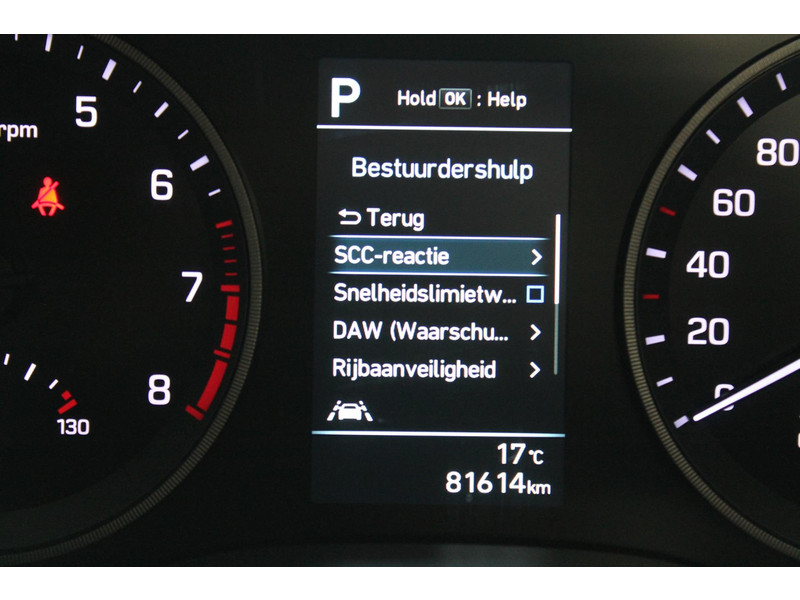 P
Hold OK : Help
Bestuurdershulp
Terug
SCC-reactie
Snelheidslimietw...
DAW (Waarschu...
Rijbaanveiligheid
17°C
81614km
rpm
5
6
7
8
130
80
60
40
20
0